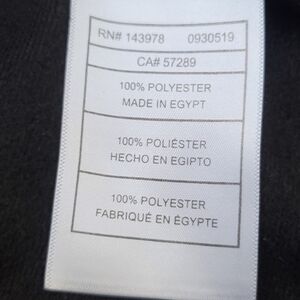 RN# 143978 0930519
CA# 57289
100% POLYESTER
MADE IN EGYPT
100% POLIÉSTER
HECHO EN EGIPTO
100% POLYESTER
FABRIQUÉ EN ÉGYPTE